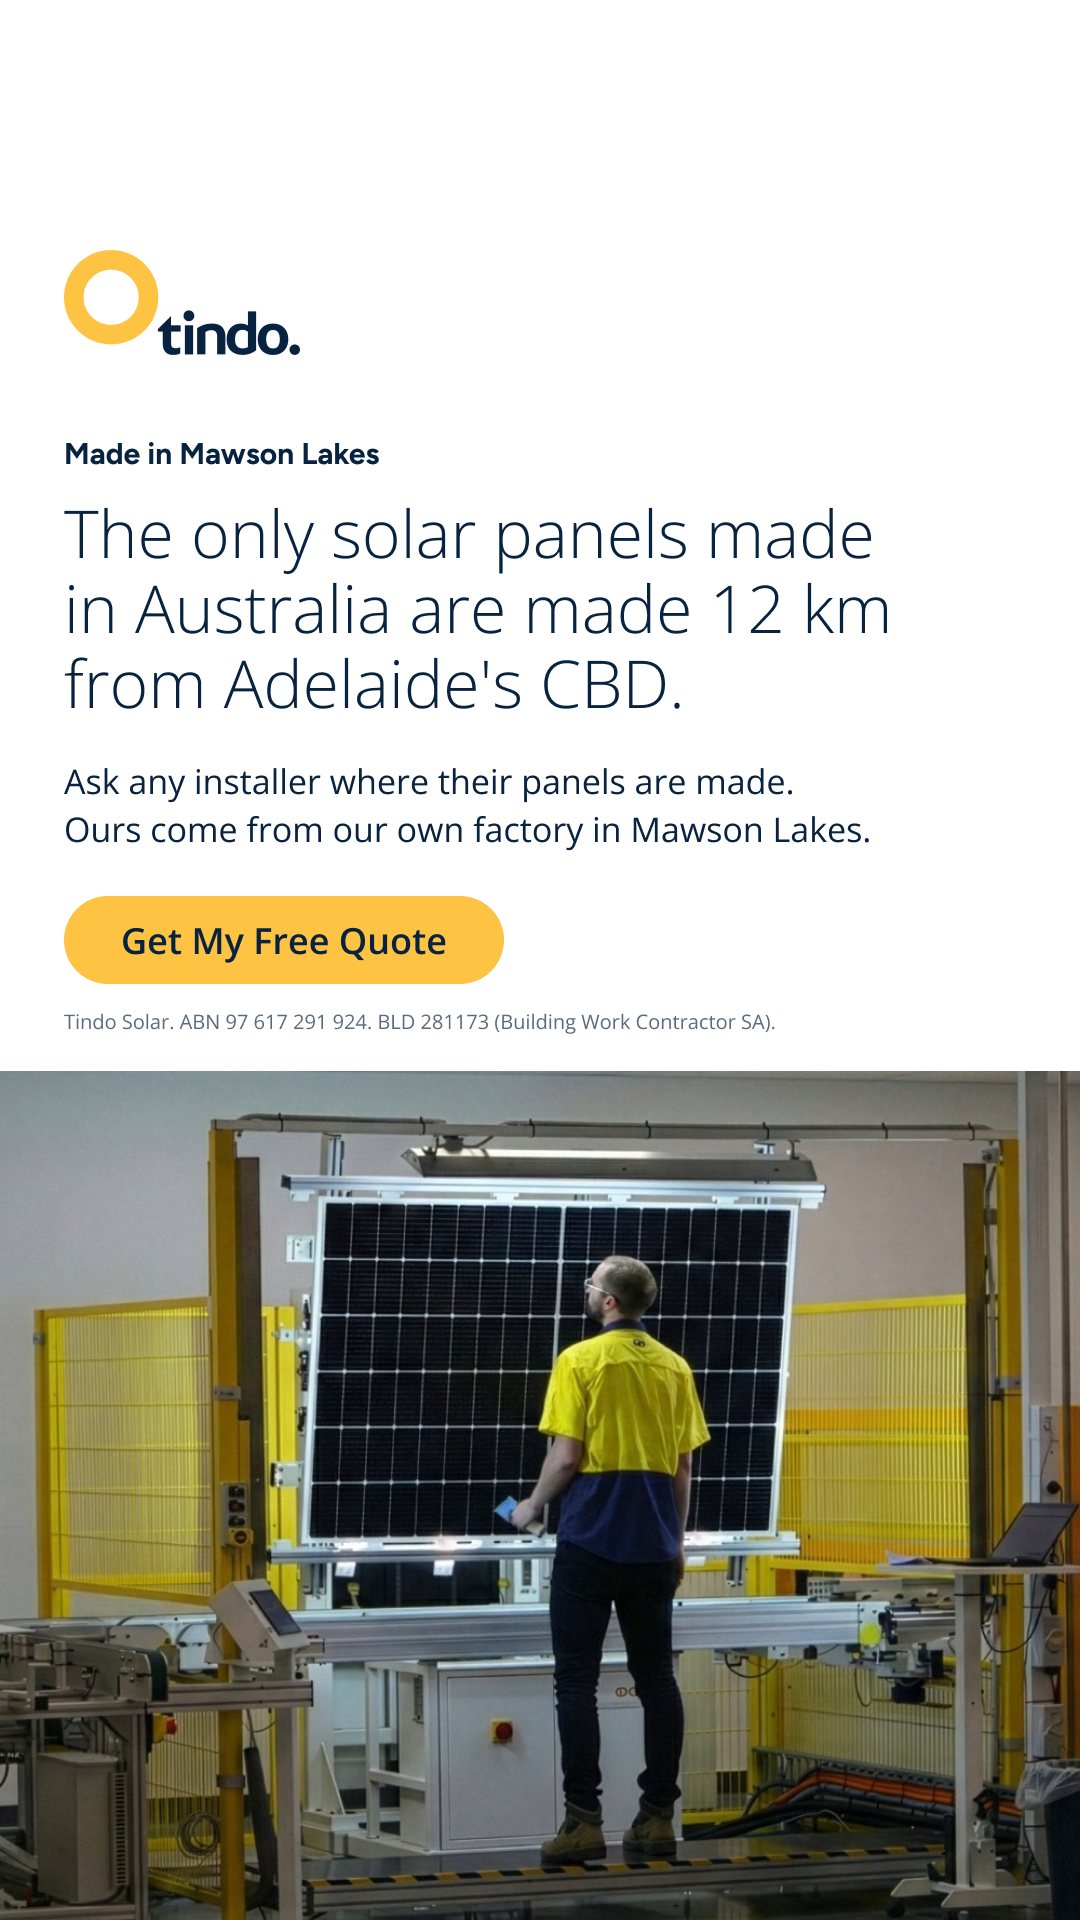 tindo.
Made in Mawson Lakes
The only solar panels made
in Australia are made 12 km
from Adelaide's CBD.
Ask any installer where their panels are made.
Ours come from our own factory in Mawson Lakes.
Get My Free Quote
Tindo Solar. ABN 97 617 291 924. BLD 281173 (Building Work Contractor SA).